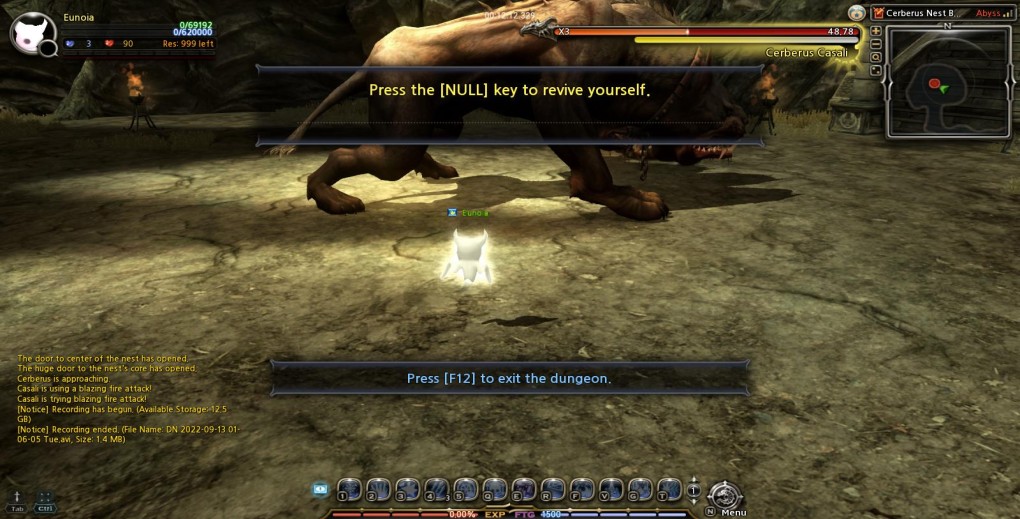 Eunoia
0/69192
0/620000
3 90 Res: 999 left
X3 48.78
Cerberus Casali
Cerberus Nest B... Abyss
N
Press the [NULL] key to revive yourself.
Eunoia
Press [F12] to exit the dungeon.
The door to center of the nest has opened.
The huge door to the nest's core has opened.
Cerberus is approaching.
Casali is using a blazing fire attack!
Casali is trying blazing fire attack!
[Notice] Recording has begun. (Available Storage: 12.5
GB)
[Notice] Recording ended. (File Name: DN 2022-09-13 01-
06-05 Tue.avi, Size: 1.4 MB)
Tab Ctrl
1 2 3 4 5 Q E R F V G T 1
N Menu
0.00% EXP FTG 1500